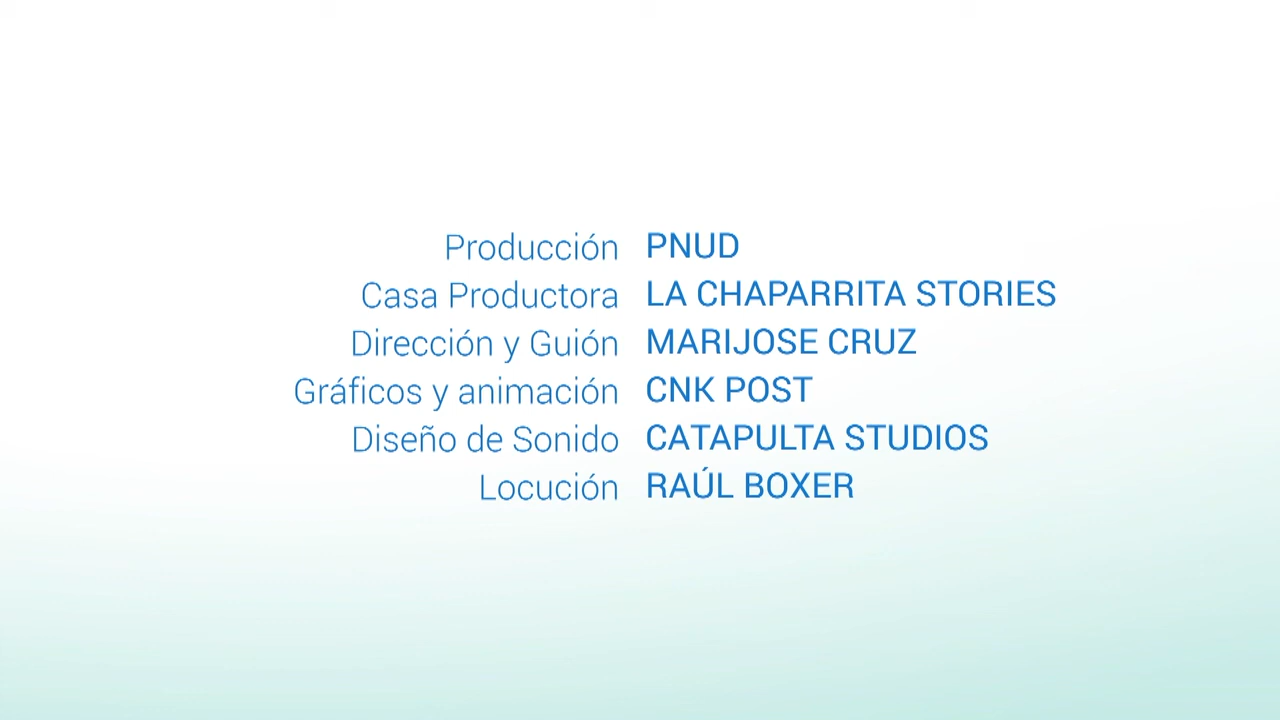 Producción PNUD
Casa Productora LA CHAPARRITA STORIES
Dirección y Guión MARIJOSE CRUZ
Gráficos y animación CNK POST
Diseño de Sonido CATAPULTA STUDIOS
Locución RAÚL BOXER